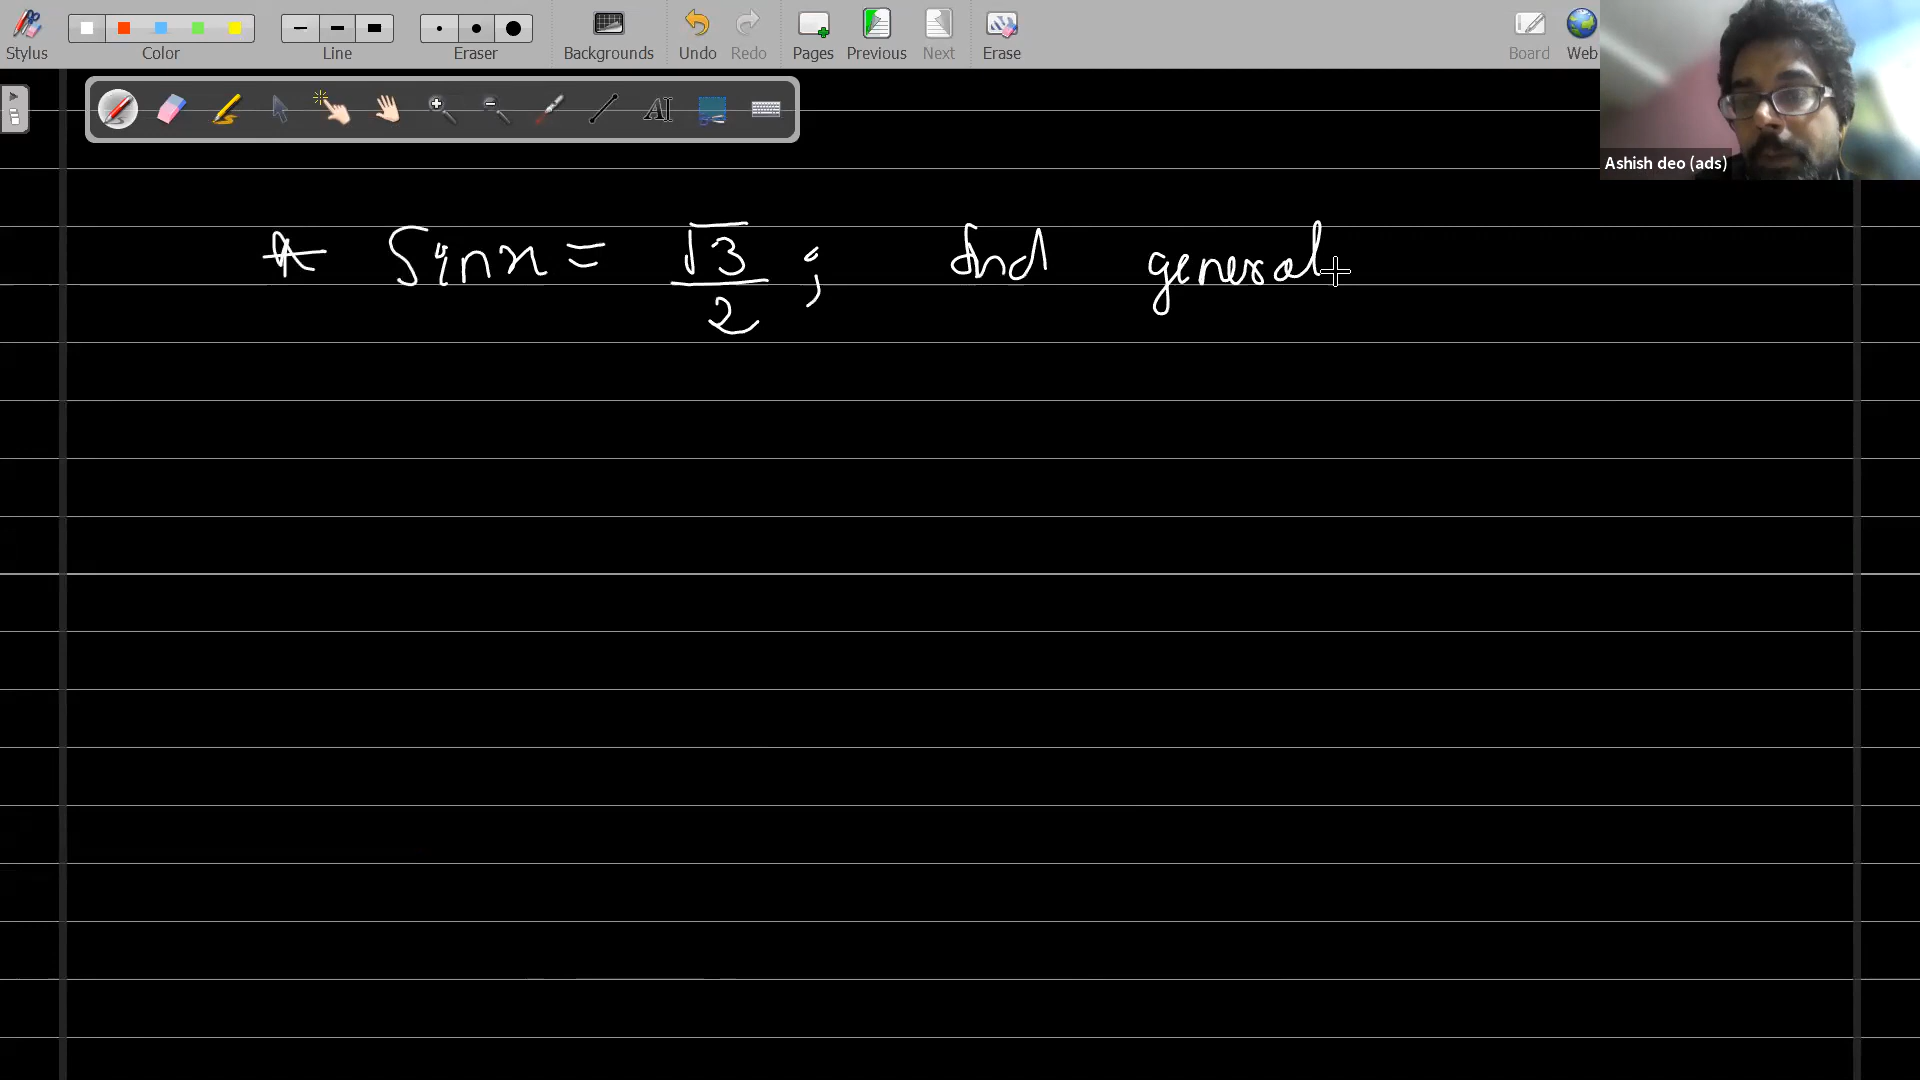 Stylus Color Line Eraser Backgrounds Undo Redo Pages Previous Next Erase Board Web
AI
Ashish deo (ads)
* Sinx = √3/2 ; find general